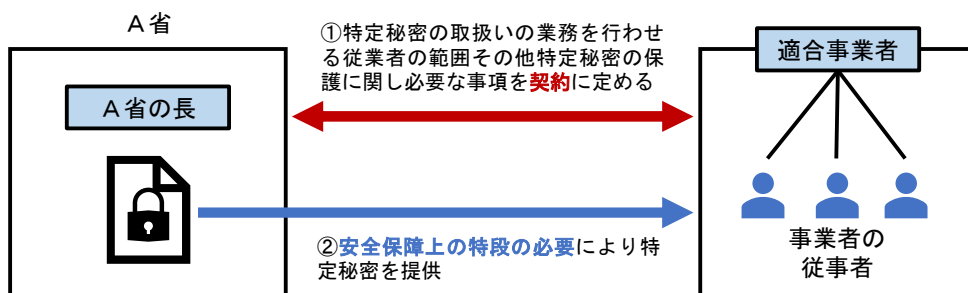 A省
A省の長
①特定秘密の取扱いの業務を行わせ
る従業者の範囲その他特定秘密の保
護に関し必要な事項を契約に定める
②安全保障上の特段の必要により特
定秘密を提供
適合事業者
事業者の
従事者